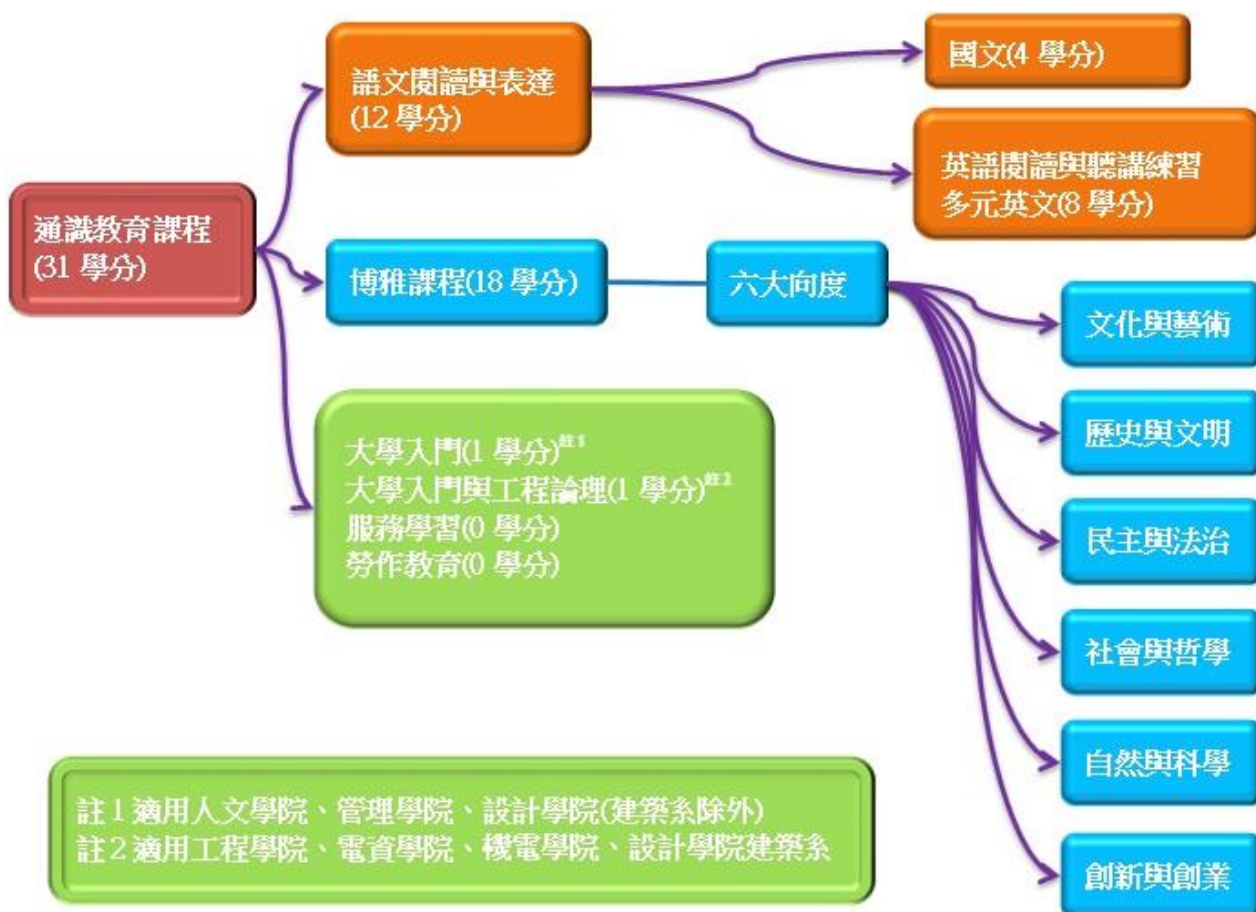 通識教育課程
(31 學分)
語文閱讀與表達
(12 學分)
國文(4 學分)
英語閱讀與聽講練習
多元英文(8 學分)
博雅課程(18 學分)
六大向度
文化與藝術
歷史與文明
民主與法治
社會與哲學
自然與科學
創新與創業
大學入門(1 學分)註1
大學入門與工程論理(1 學分)註2
服務學習(0 學分)
勞作教育(0 學分)
註1適用人文學院、管理學院、設計學院(建築系除外)
註2適用工程學院、電資學院、機電學院、設計學院建築系